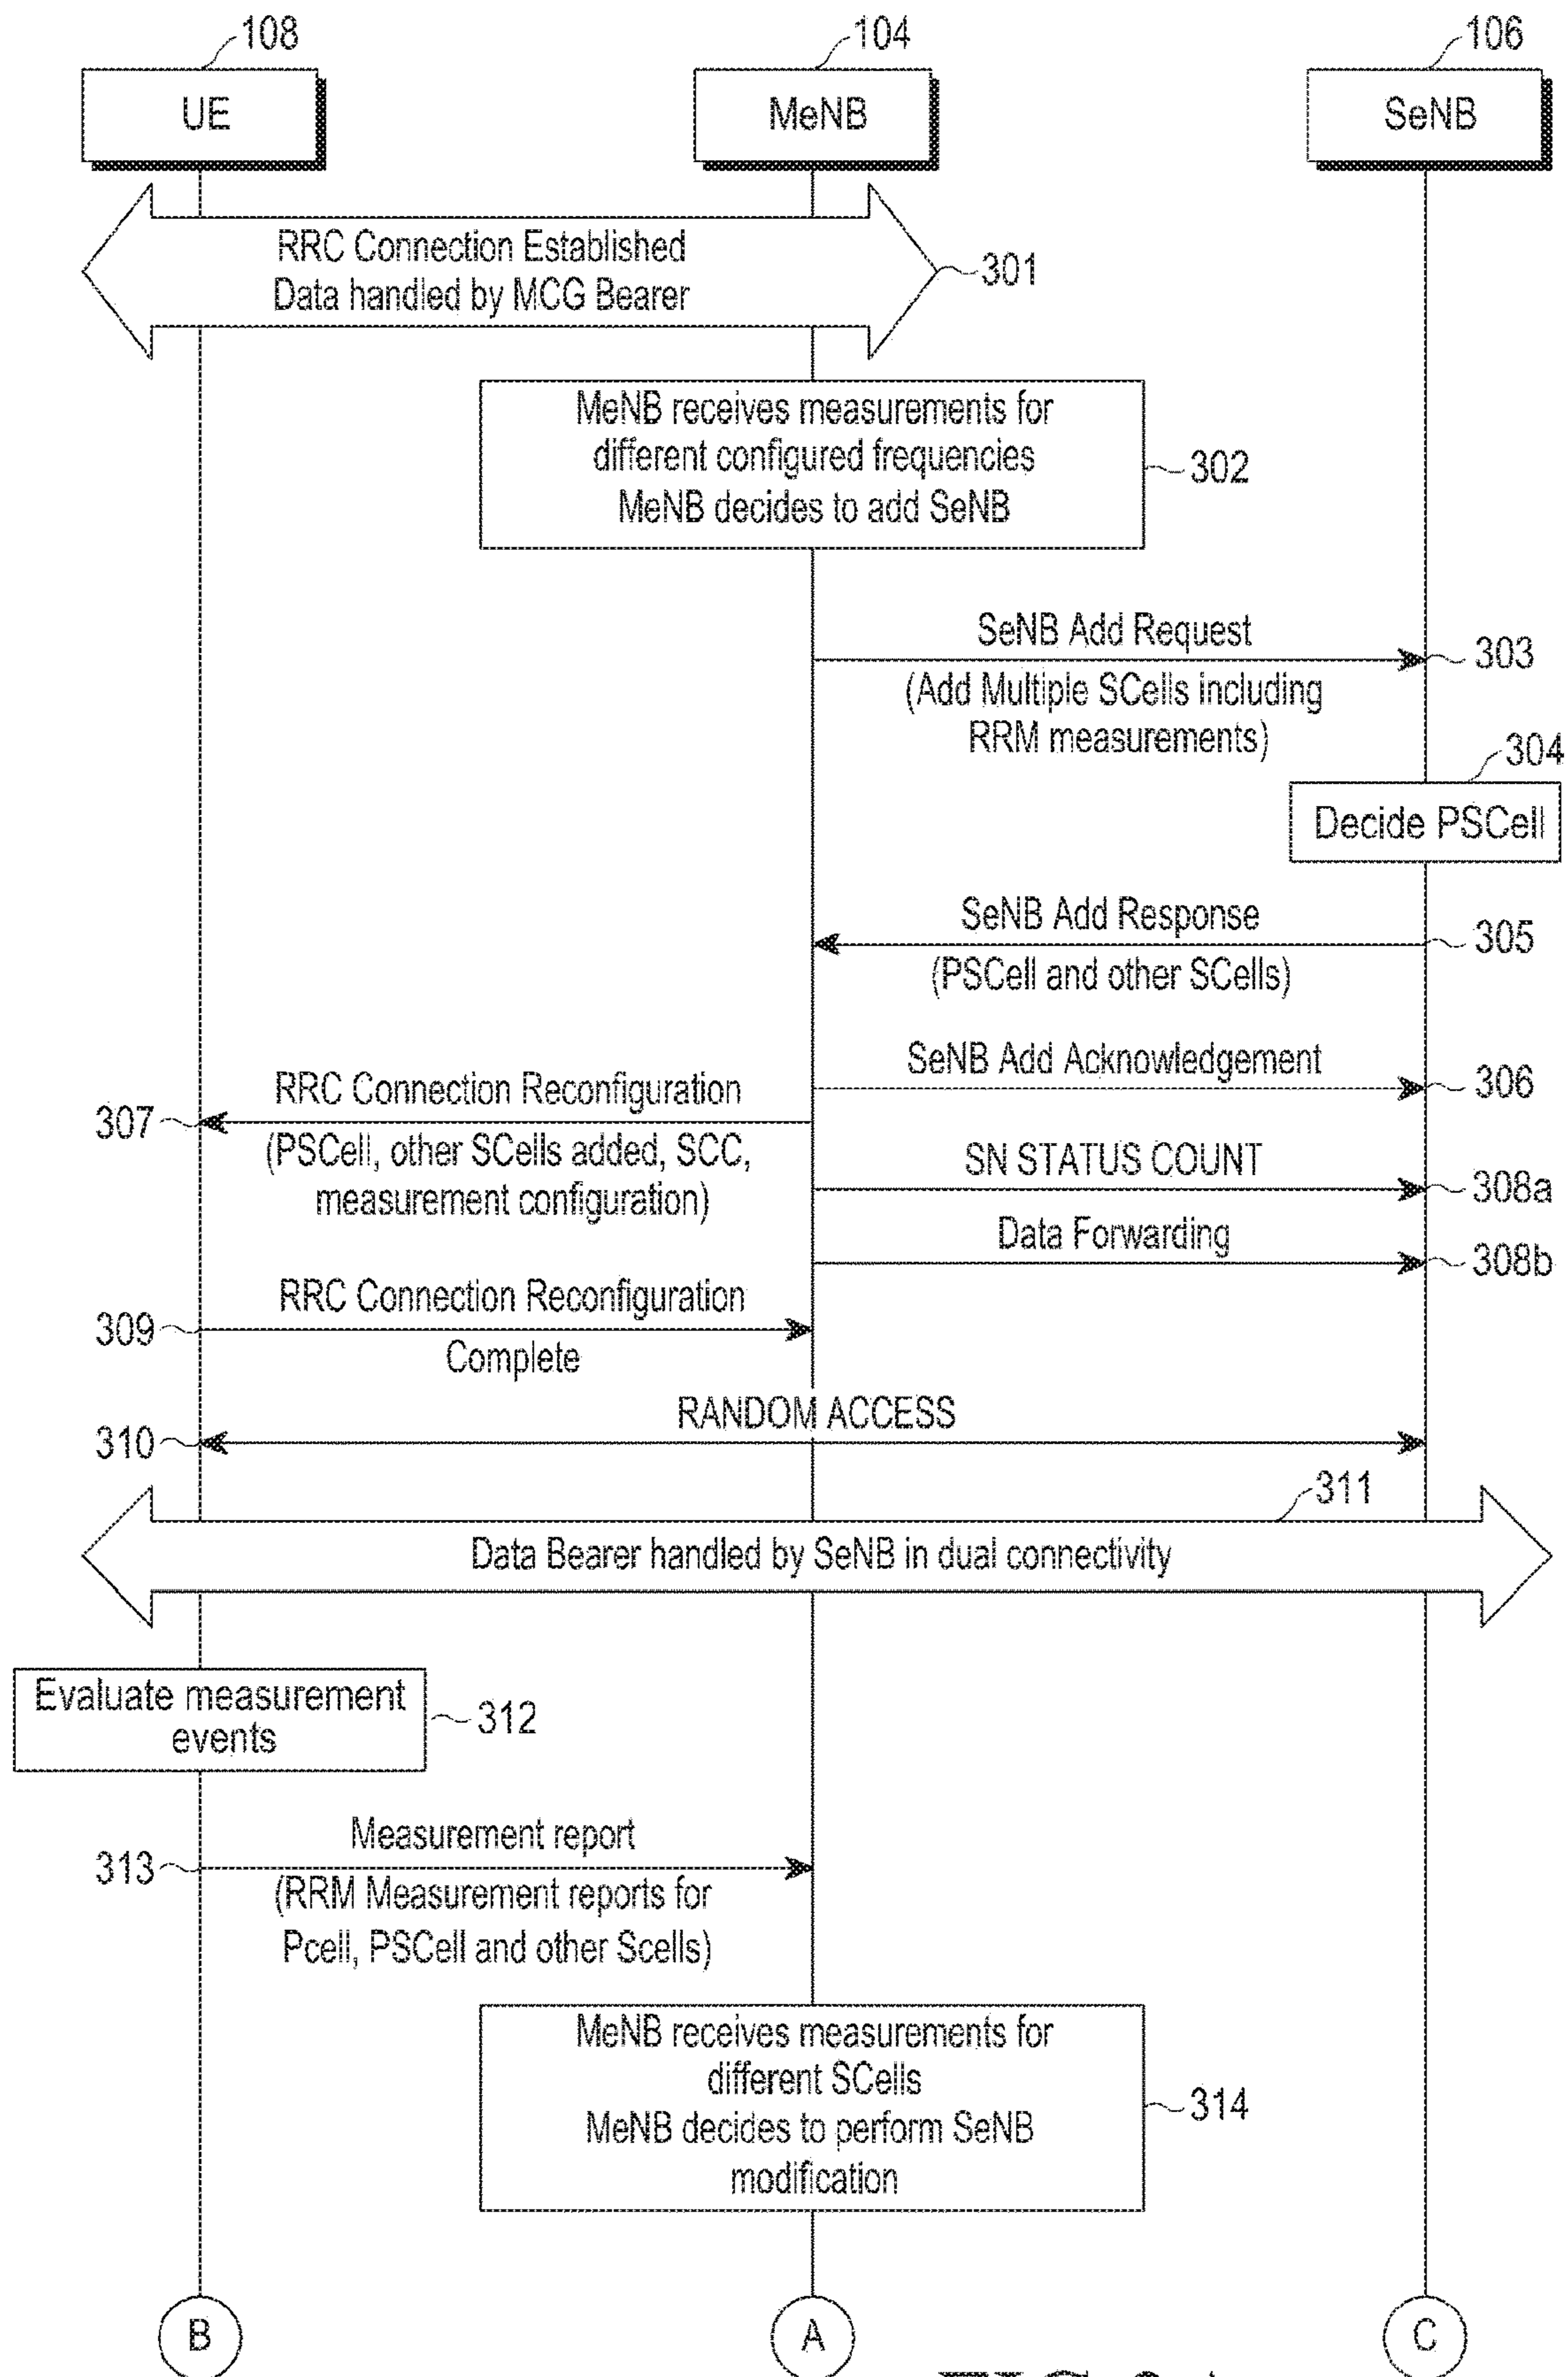 108
104
106
UE
MeNB
SeNB
RRC Connection Established
Data handled by MCG Bearer
301
MeNB receives measurements for
different configured frequencies
MeNB decides to add SeNB
302
SeNB Add Request
303
(Add Multiple SCells including
RRM measurements)
304
Decide PSCell
SeNB Add Response
305
(PSCell and other SCells)
SeNB Add Acknowledgement
306
RRC Connection Reconfiguration
307
(PSCell, other SCells added, SCC,
measurement configuration)
SN STATUS COUNT
308a
Data Forwarding
308b
RRC Connection Reconfiguration
309
Complete
RANDOM ACCESS
310
311
Data Bearer handled by SeNB in dual connectivity
Evaluate measurement
events
312
Measurement report
313
(RRM Measurement reports for
Pcell, PSCell and other Scells)
MeNB receives measurements for
different SCells
MeNB decides to perform SeNB
modification
314
B
A
C